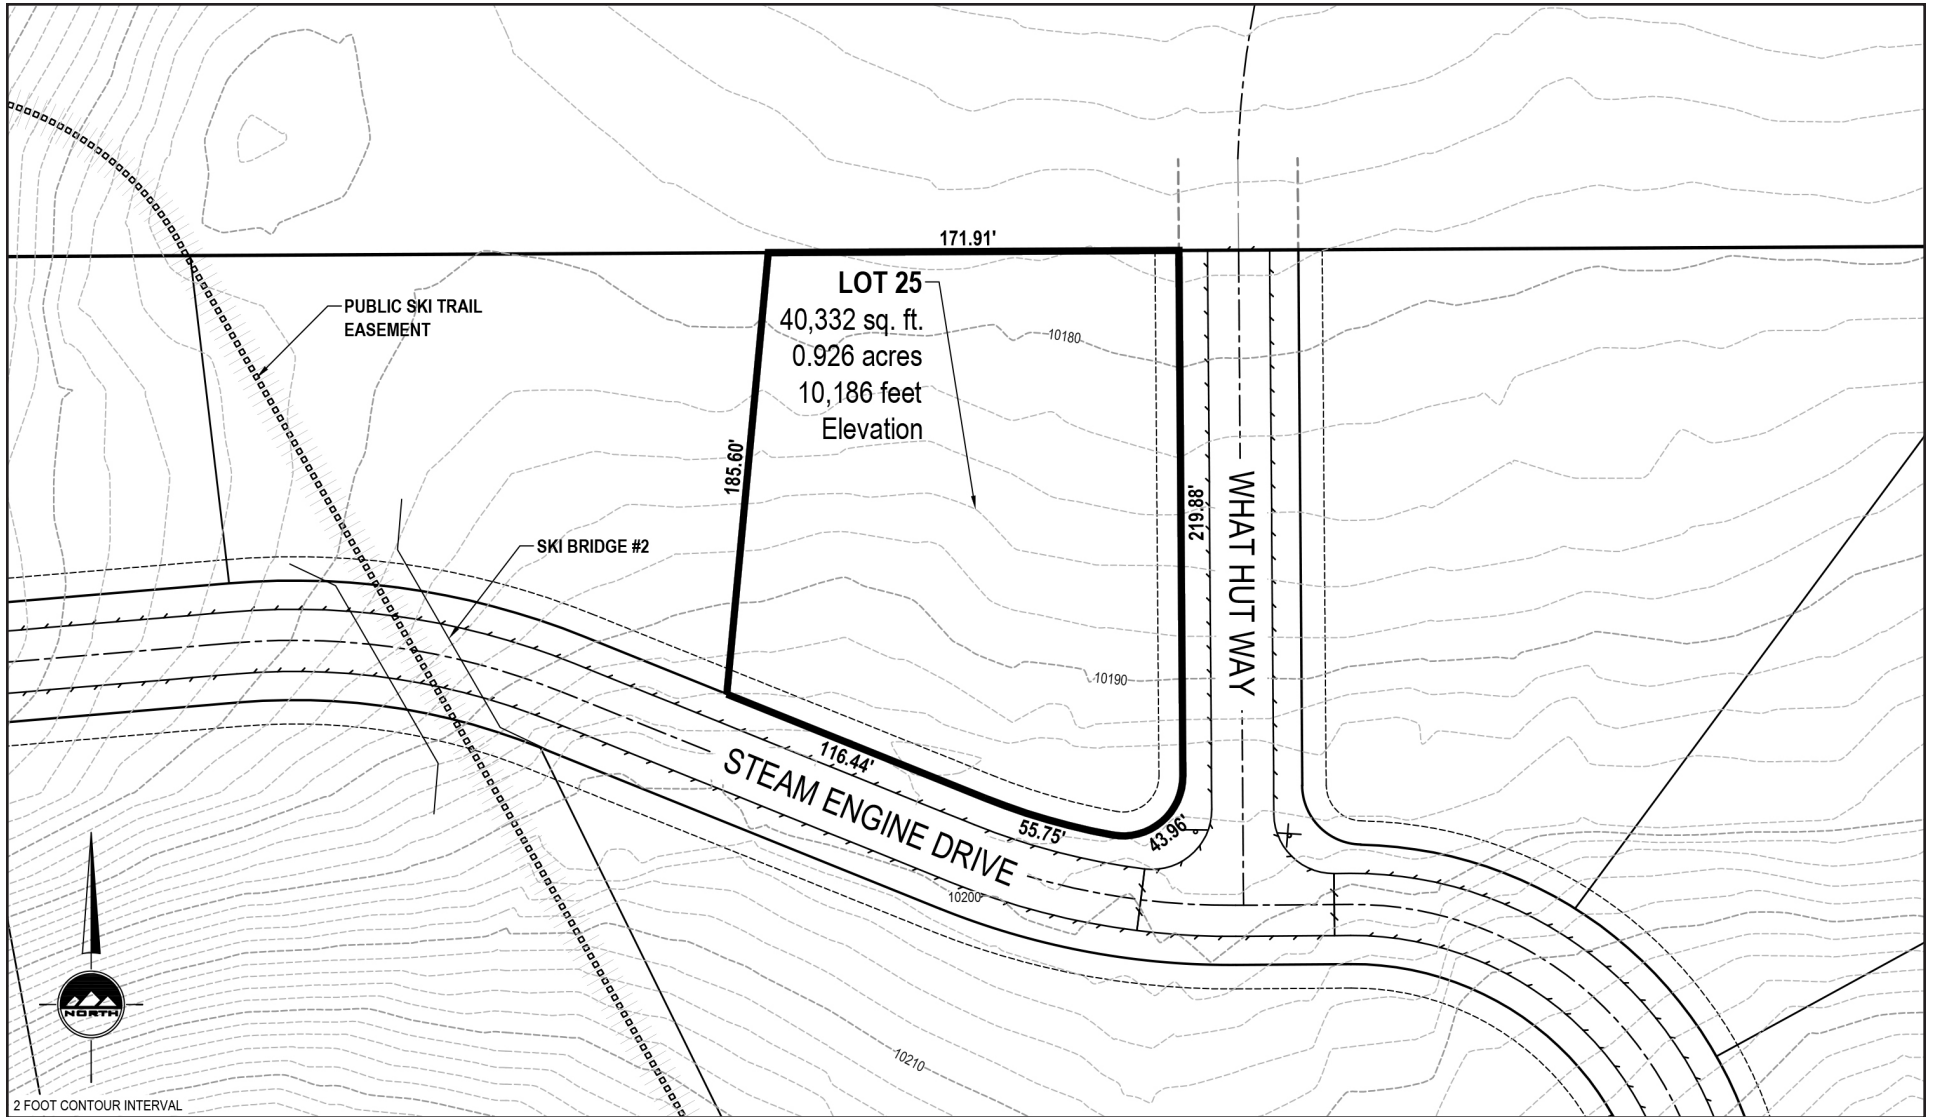 171.91'
LOT 25
40,332 sq. ft.
0.926 acres
10,186 feet
Elevation
PUBLIC SKI TRAIL
EASEMENT
10180
185.60'
219.88'
WHAT HUT WAY
SKI BRIDGE #2
10190
116.44'
STEAM ENGINE DRIVE
55.75'
43.96'
10200
NORTH
10210
2 FOOT CONTOUR INTERVAL